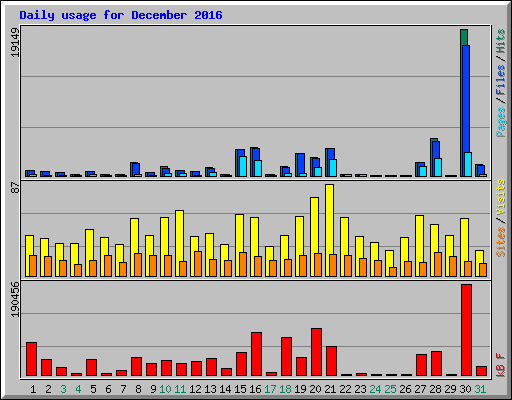 Daily usage for December 2016
19149
Pages/Files/Hits
87
Sites/Visits
190456
kB F
1 2 3 4 5 6 7 8 9 10 11 12 13 14 15 16 17 18 19 20 21 22 23 24 25 26 27 28 29 30 31